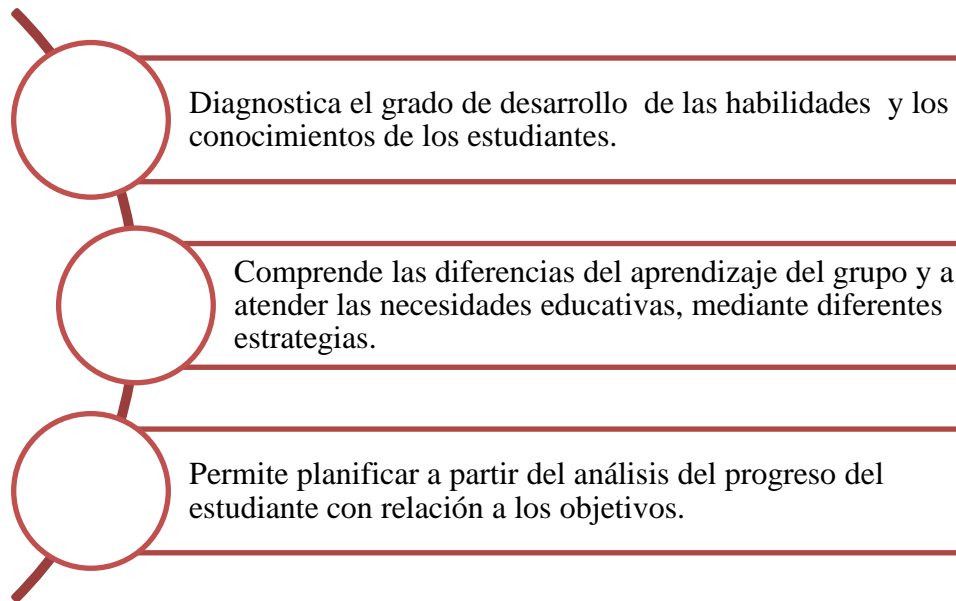 Diagnostica el grado de desarrollo de las habilidades y los
conocimientos de los estudiantes.
Comprende las diferencias del aprendizaje del grupo y a
atender las necesidades educativas, mediante diferentes
estrategias.
Permite planificar a partir del análisis del progreso del
estudiante con relación a los objetivos.